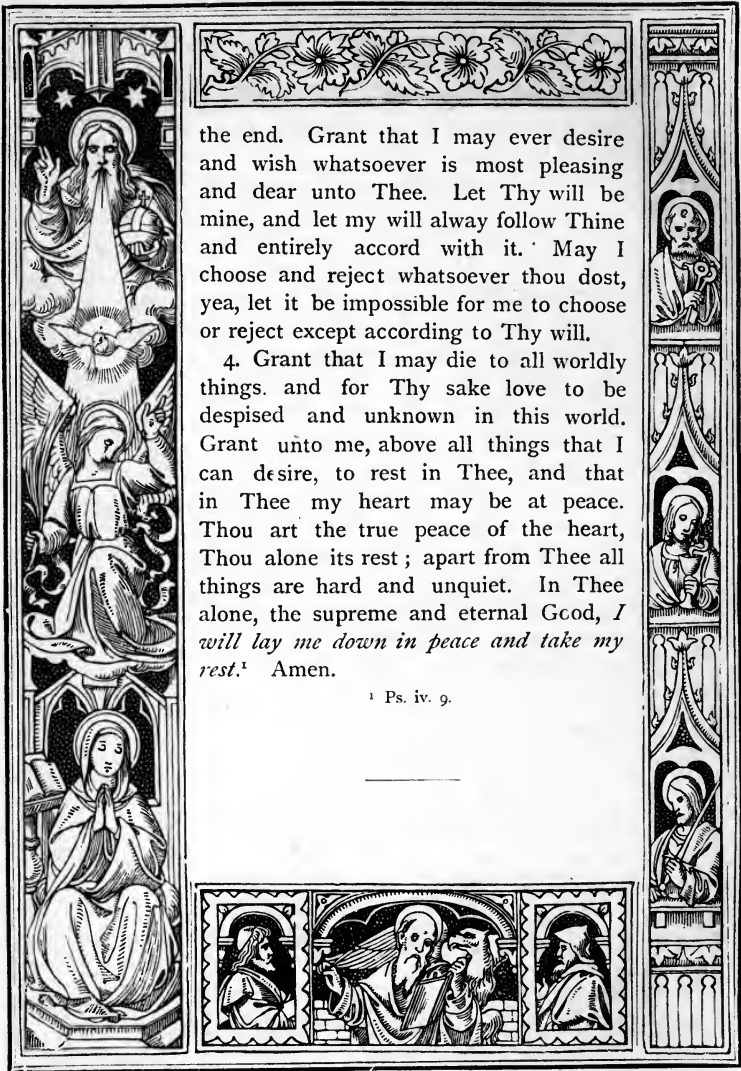 the end. Grant that I may ever desire
and wish whatsoever is most pleasing
and dear unto Thee. Let Thy will be
mine, and let my will alway follow Thine
and entirely accord with it. May I
choose and reject whatsoever thou dost,
yea, let it be impossible for me to choose
or reject except according to Thy will.
4. Grant that I may die to all worldly
things. and for Thy sake love to be
despised and unknown in this world.
Grant unto me, above all things that I
can desire, to rest in Thee, and that
in Thee my heart may be at peace.
Thou art the true peace of the heart,
Thou alone its rest ; apart from Thee all
things are hard and unquiet. In Thee
alone, the supreme and eternal Good, I
will lay me down in peace and take my
rest.¹ Amen.
¹ Ps. iv. 9.